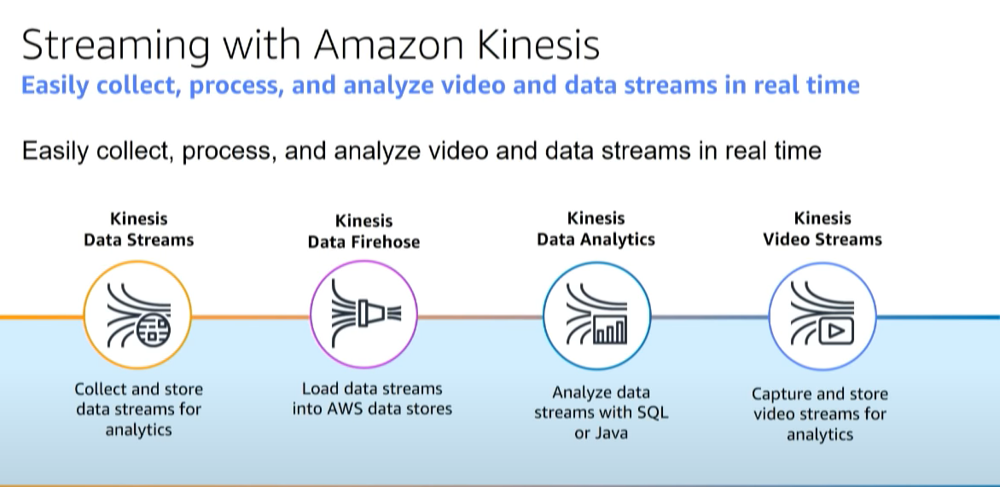 Streaming with Amazon Kinesis
Easily collect, process, and analyze video and data streams in real time
Easily collect, process, and analyze video and data streams in real time
Kinesis
Data Streams
Collect and store
data streams for
analytics
Kinesis
Data Firehose
Load data streams
into AWS data stores
Kinesis
Data Analytics
Analyze data
streams with SQL
or Java
Kinesis
Video Streams
Capture and store
video streams for
analytics